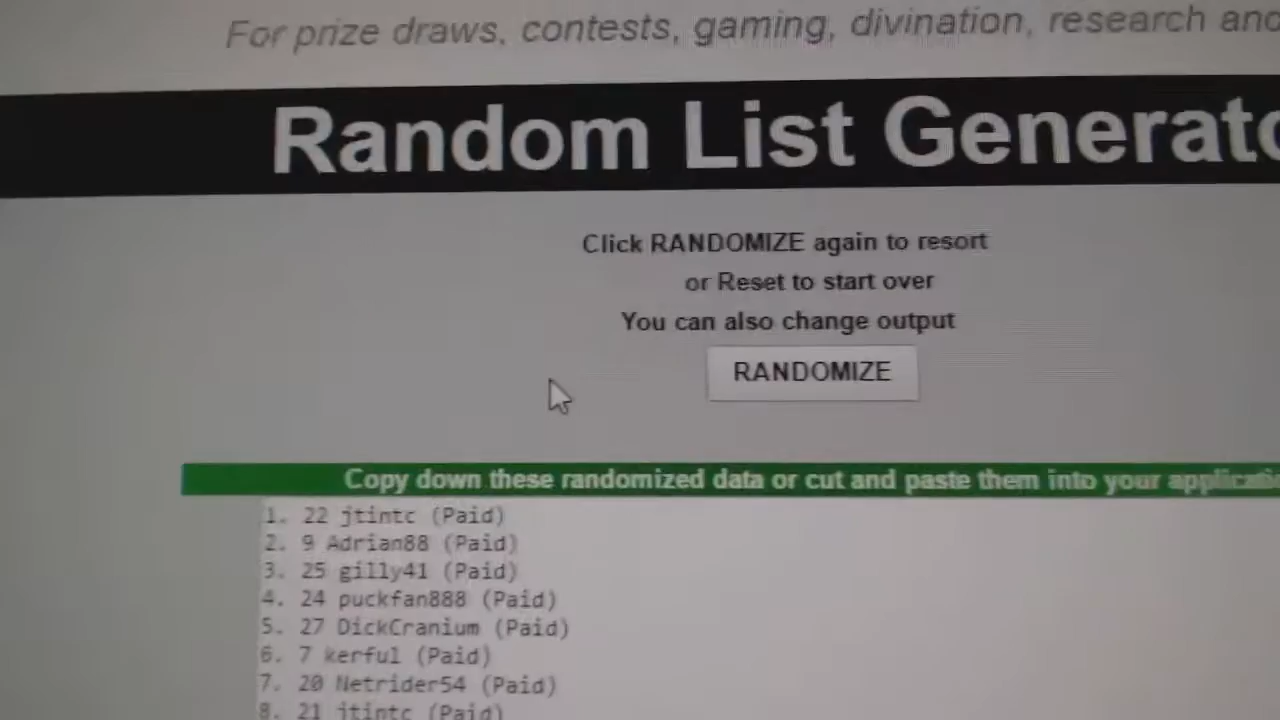 For prize draws, contests, gaming, divination, research and
Random List Generato
Click RANDOMIZE again to resort
or Reset to start over
You can also change output
RANDOMIZE
Copy down these randomized data or cut and paste them into your applicati
1. 22 jtintc (Paid)
2. 9 Adrian88 (Paid)
3. 25 gilly41 (Paid)
4. 24 puckfan888 (Paid)
5. 27 DickCranium (Paid)
6. 7 kerful (Paid)
7. 20 Netrider54 (Paid)
8. 21 jtintc (Paid)